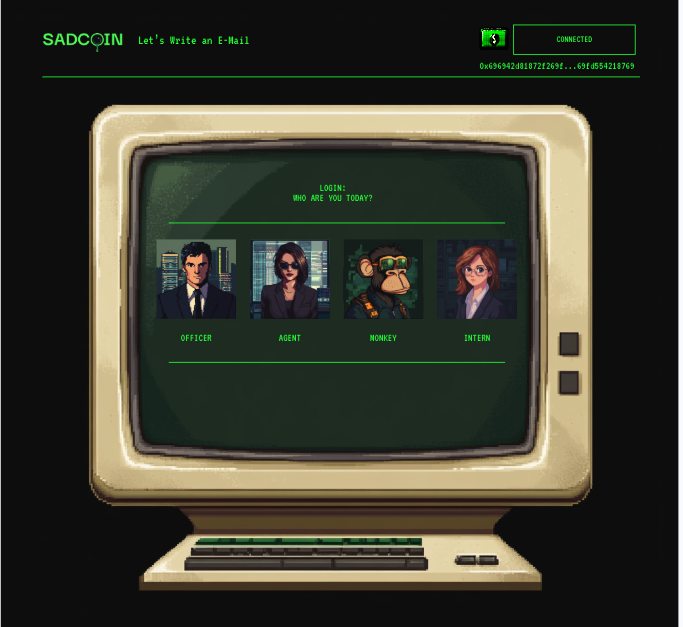 SADCOIN
Let's Write an E-Mail
CONNECTED
0x696942d81872f269f...69fd554218769
LOGIN:
WHO ARE YOU TODAY?
OFFICER
AGENT
MONKEY
INTERN